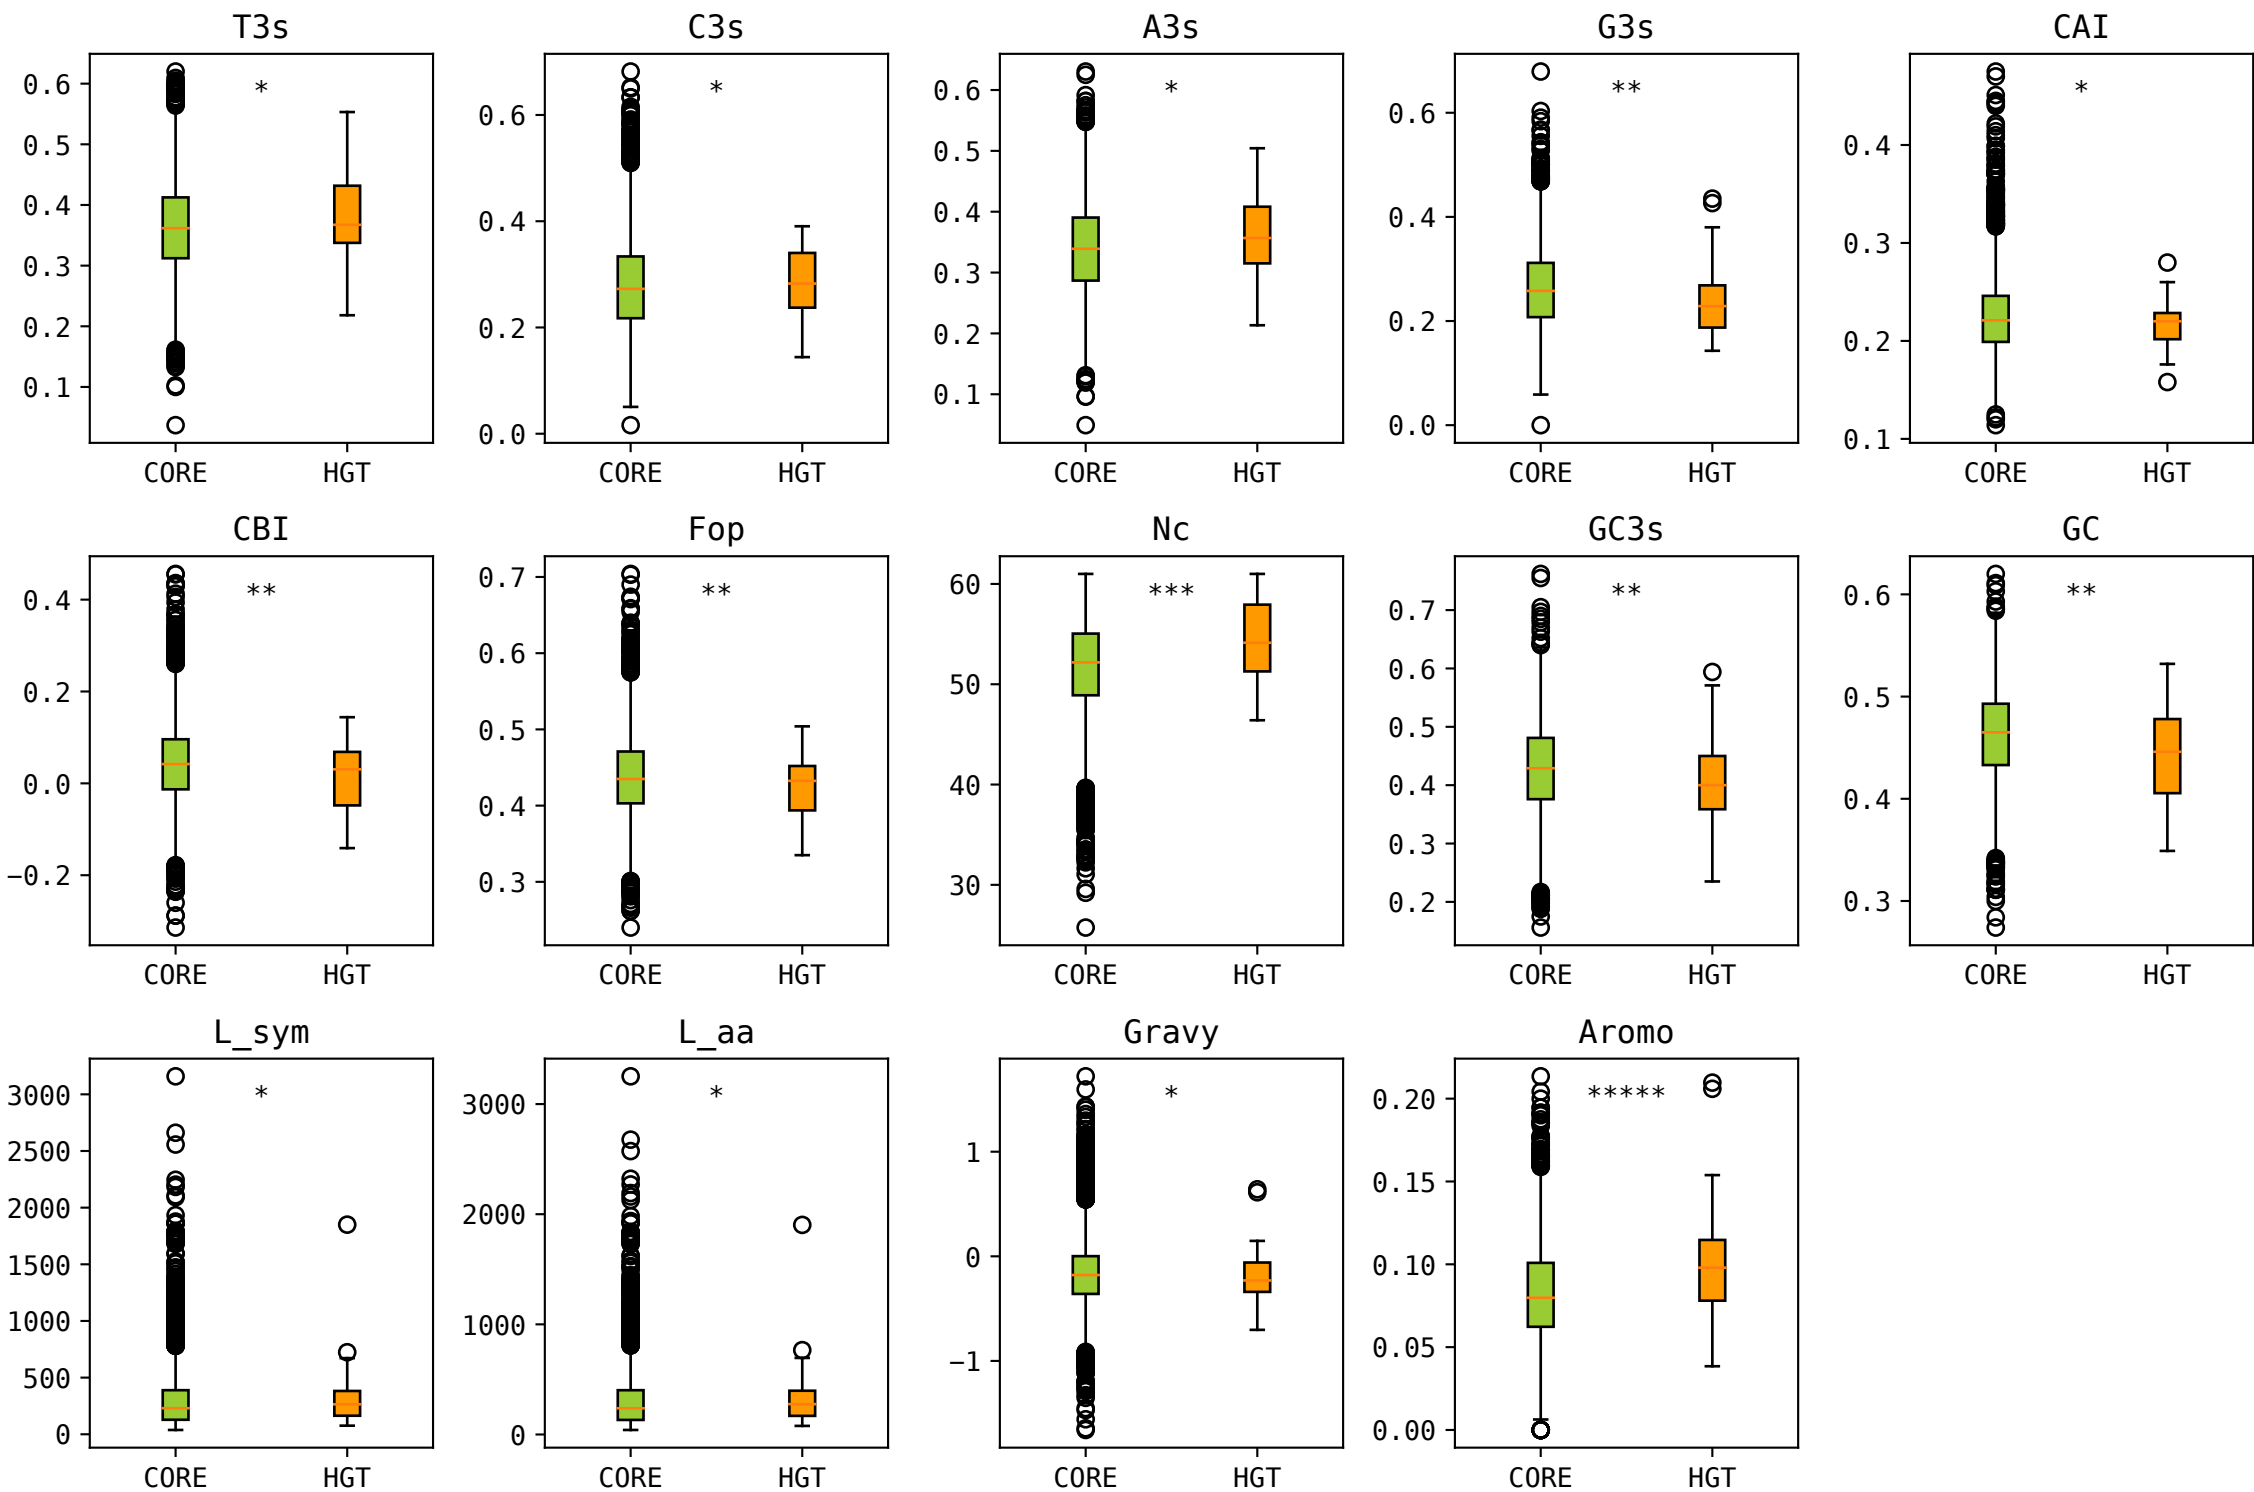 T3s C3s A3s G3s CAI
* * * ** *
0.6 0.6 0.6 0.6 0.4
0.5 0.4 0.5 0.4 0.3
0.4 0.2 0.4 0.2 0.2
0.3 0.0 0.3 0.0 0.1
0.2 0.2
0.1 0.1
CORE HGT CORE HGT CORE HGT CORE HGT CORE HGT
CBI Fop Nc GC3s GC
** ** *** ** **
0.4 0.7 60 0.7 0.6
0.2 0.6 50 0.6 0.5
0.0 0.5 40 0.5 0.4
−0.2 0.4 30 0.4 0.3
0.3 0.3
0.2
CORE HGT CORE HGT CORE HGT CORE HGT CORE HGT
L_sym L_aa Gravy Aromo
* * * *****
3000 3000 1 0.20
2500 2000 0 0.15
2000 1000 −1 0.10
1500 0 0.05
1000 0.00
500
0
CORE HGT CORE HGT CORE HGT CORE HGT